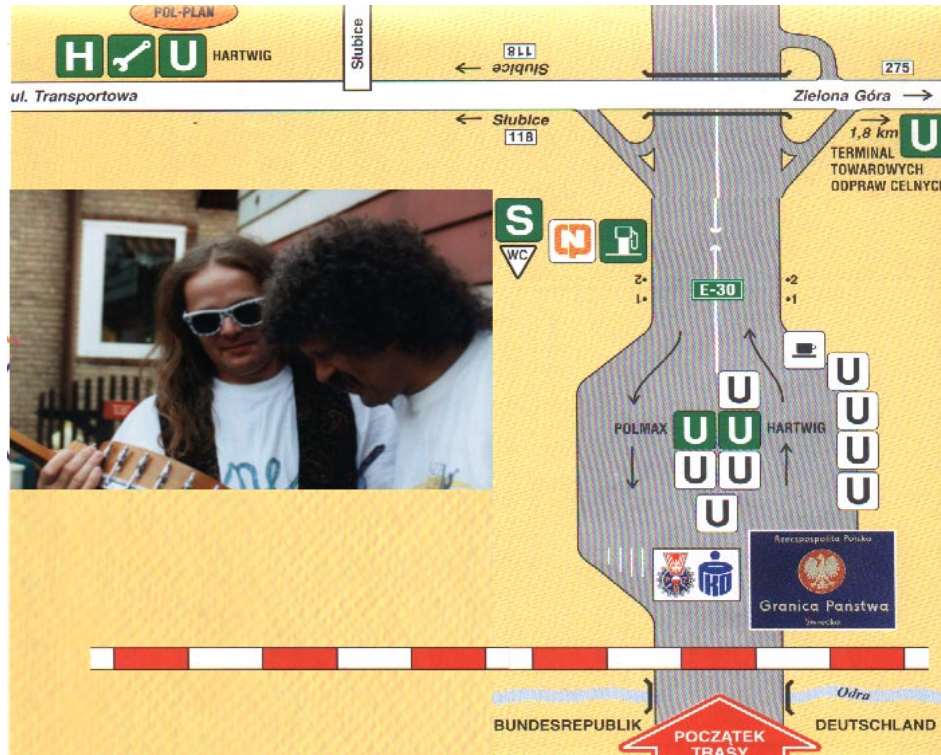 POL-PLAN
H U HARTWIG
Słubice
118
Słubice
275
ul. Transportowa
Zielona Góra
Słubice
118
1,8 km
U
TERMINAL
TOWAROWYCH
ODPRAW CELNYCH
S
WC
N
2
1
E-30
2
1
U
U
POLMAX
U U
HARTWIG
U
U U
U
U
U
PKO
Rzeczpospolita Polska
Granica Państwa
Świecko
Odra
BUNDESREPUBLIK
DEUTSCHLAND
POCZĄTEK
TRASY